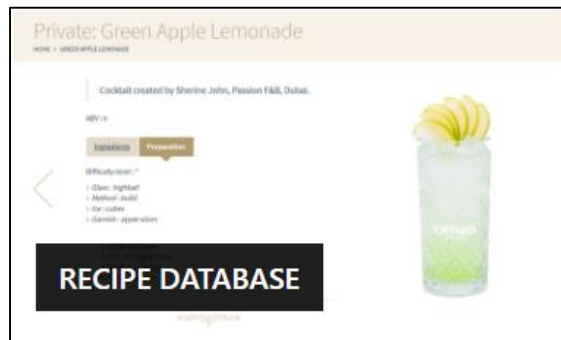 Private: Green Apple Lemonade
HOME > GREEN APPLE LEMONADE
Cocktail created by Sherine John, Passion F&B, Dubai.
Ingredients Preparation
Difficulty level: *
> Glass: highball
> Method: build
> Ice: cubes
> Garnish: apple slices
RECIPE DATABASE